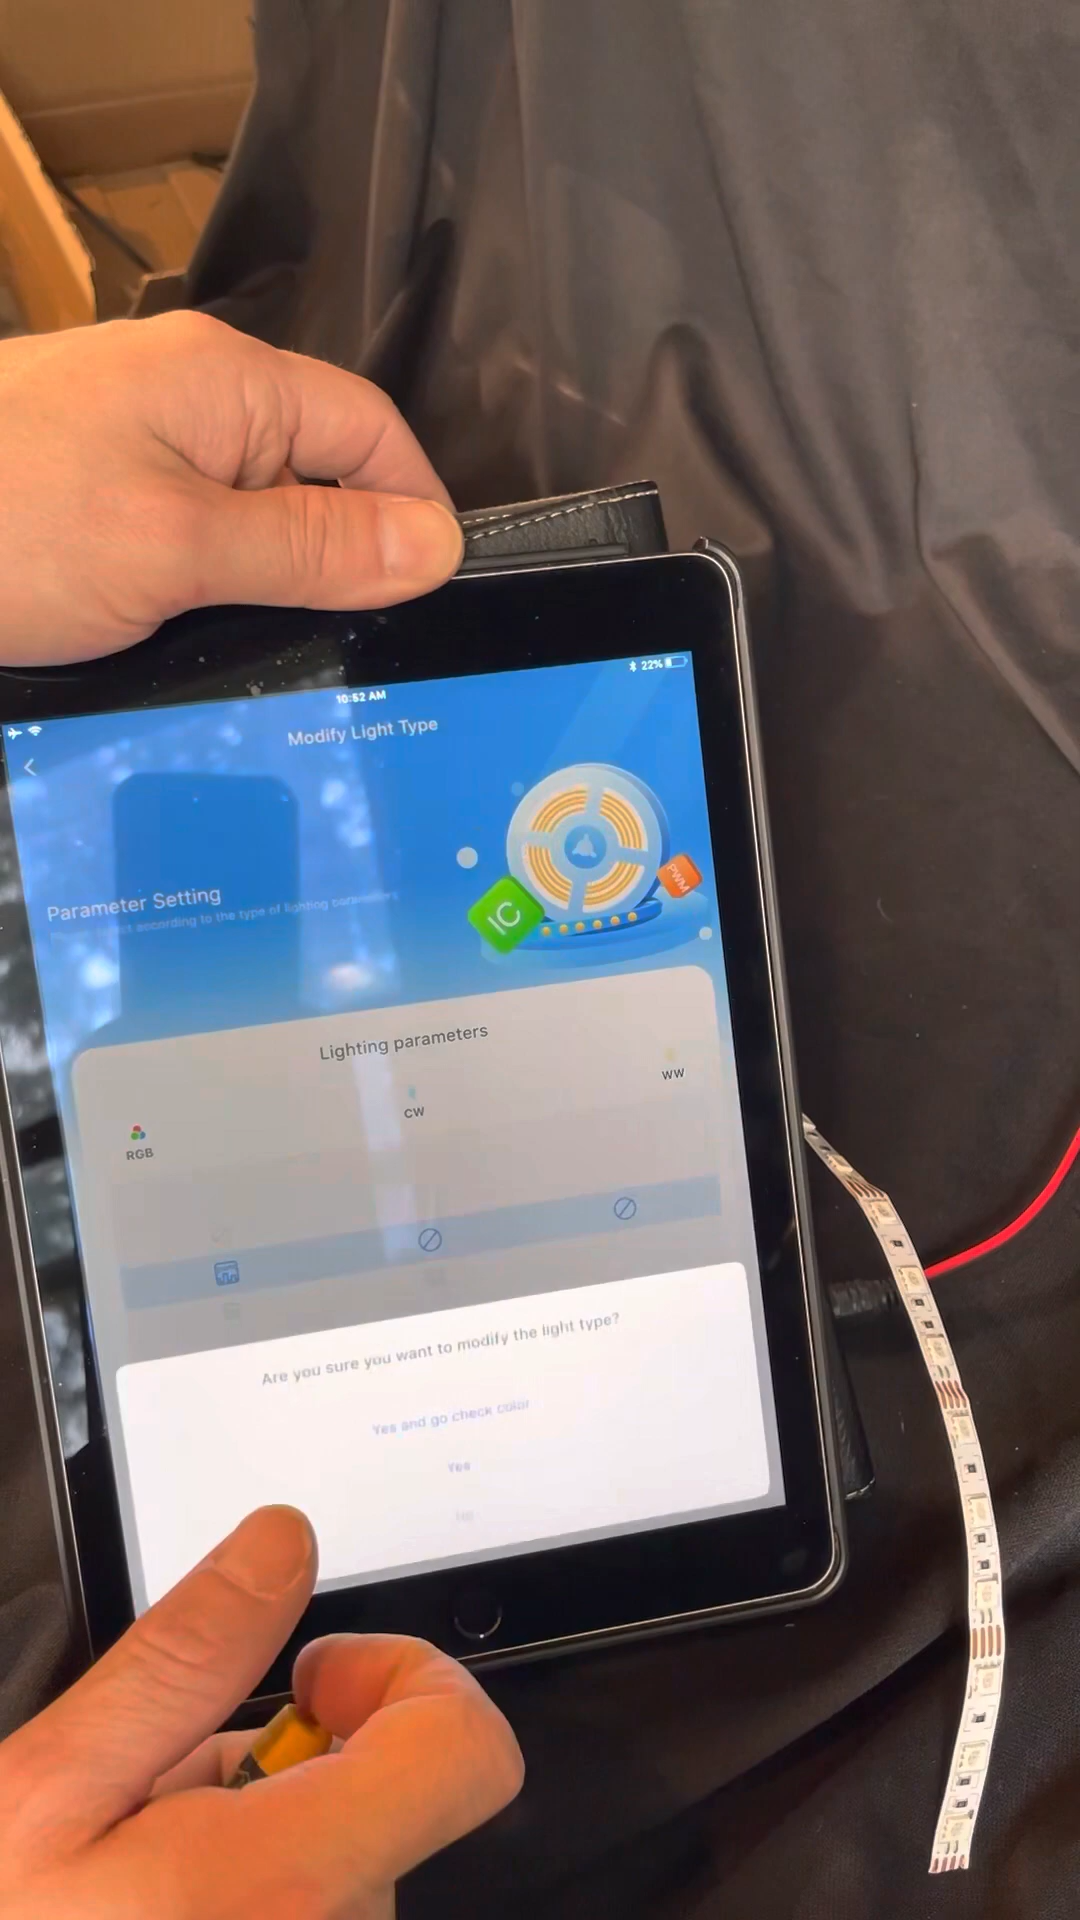 10:52 AM
22%
Modify Light Type
Parameter Setting
select according to the type of lighting parameters
IC
PWM
Lighting parameters
RGB
CW
WW
Are you sure you want to modify the light type?
Yes and go check color
Yes
No